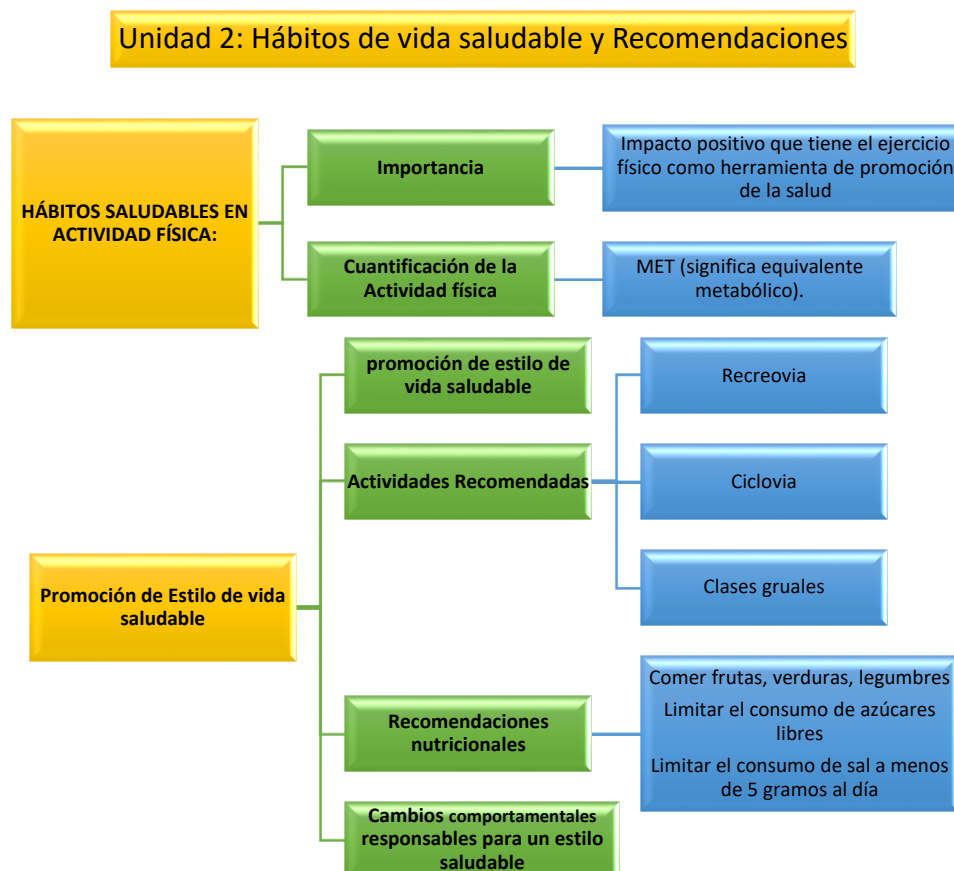 Unidad 2: Hábitos de vida saludable y Recomendaciones
HÁBITOS SALUDABLES EN
ACTIVIDAD FÍSICA:
Importancia
Impacto positivo que tiene el ejercicio
físico como herramienta de promoción
de la salud
Cuantificación de la
Actividad física
MET (significa equivalente
metabólico).
Promoción de Estilo de vida
saludable
promoción de estilo de
vida saludable
Actividades Recomendadas
Recreovia
Ciclovia
Clases gruales
Recomendaciones
nutricionales
Comer frutas, verduras, legumbres
Limitar el consumo de azúcares
libres
Limitar el consumo de sal a menos
de 5 gramos al día
Cambios comportamentales
responsables para un estilo
saludable